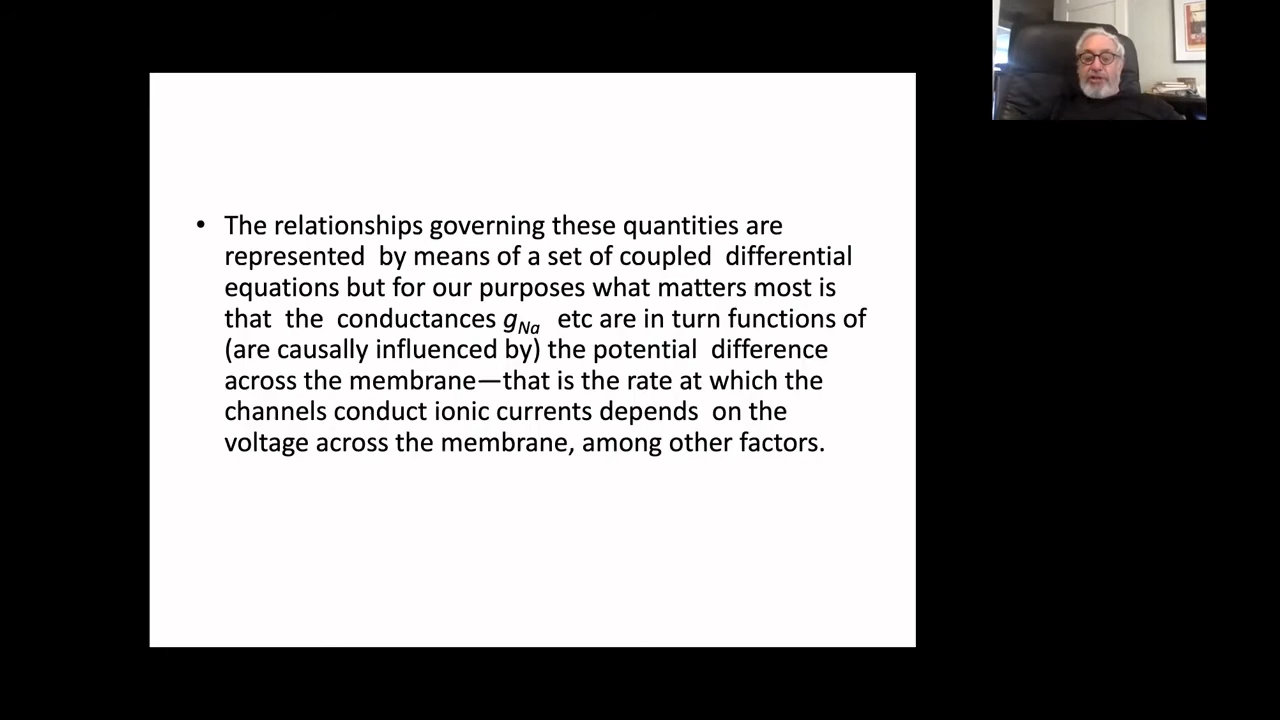 • The relationships governing these quantities are
represented by means of a set of coupled differential
equations but for our purposes what matters most is
that the conductances gNa etc are in turn functions of
(are causally influenced by) the potential difference
across the membrane—that is the rate at which the
channels conduct ionic currents depends on the
voltage across the membrane, among other factors.